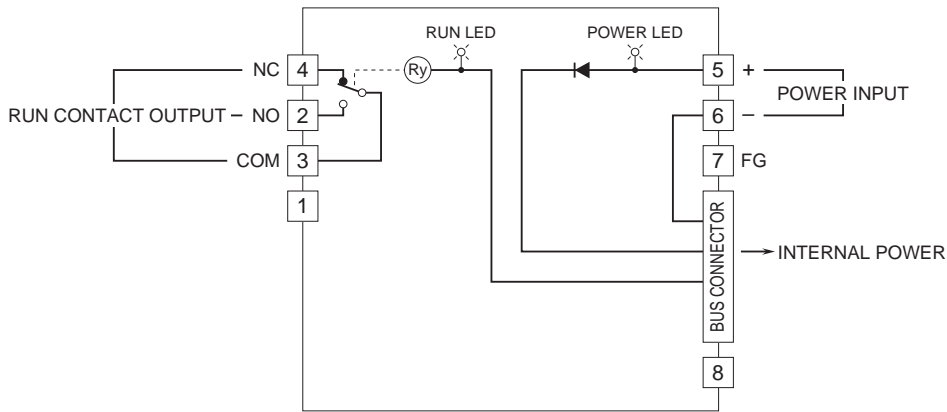 RUN LED
POWER LED
NC 4
Ry
5 +
POWER INPUT
RUN CONTACT OUTPUT – NO 2
6 –
COM 3
7 FG
1
BUS CONNECTOR
INTERNAL POWER
8